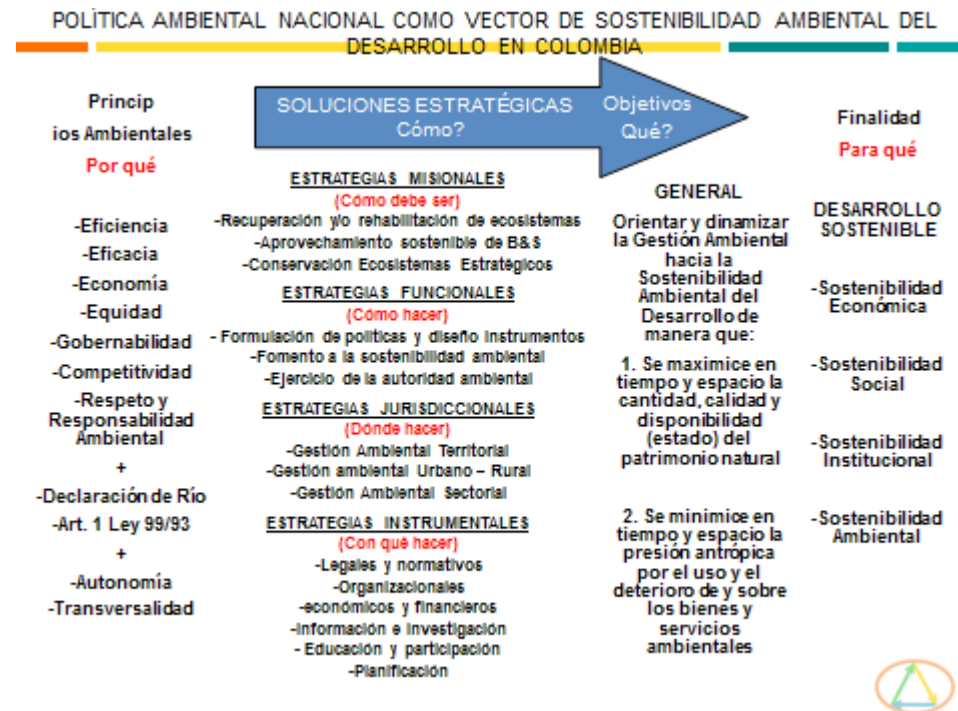 POLÍTICA AMBIENTAL NACIONAL COMO VECTOR DE SOSTENIBILIDAD AMBIENTAL DEL
DESARROLLO EN COLOMBIA
Princip
ios Ambientales
Por qué
-Eficiencia
-Eficacia
-Economía
-Equidad
-Gobernabilidad
-Competitividad
-Respeto y
Responsabilidad
Ambiental
+
-Declaración de Río
-Art. 1 Ley 99/93
+
-Autonomía
-Transversalidad
SOLUCIONES ESTRATÉGICAS
Cómo?
ESTRATEGIAS MISIONALES
(Cómo debe ser)
-Recuperación y/o rehabilitación de ecosistemas
-Aprovechamiento sostenible de B&S
-Conservación Ecosistemas Estratégicos
ESTRATEGIAS FUNCIONALES
(Cómo hacer)
- Formulación de políticas y diseño instrumentos
-Fomento a la sostenibilidad ambiental
-Ejercicio de la autoridad ambiental
ESTRATEGIAS JURISDICCIONALES
(Dónde hacer)
-Gestión Ambiental Territorial
-Gestión ambiental Urbano – Rural
-Gestión Ambiental Sectorial
ESTRATEGIAS INSTRUMENTALES
(Con qué hacer)
-Legales y normativos
-Organizacionales
-económicos y financieros
-Información e Investigación
- Educación y participación
-Planificación
Objetivos
Qué?
GENERAL
Orientar y dinamizar
la Gestión Ambiental
hacia la
Sostenibilidad
Ambiental del
Desarrollo de
manera que:
1. Se maximice en
tiempo y espacio la
cantidad, calidad y
disponibilidad
(estado) del
patrimonio natural
2. Se minimice en
tiempo y espacio la
presión antrópica
por el uso y el
deterioro de y sobre
los bienes y
servicios
ambientales
Finalidad
Para qué
DESARROLLO
SOSTENIBLE
-Sostenibilidad
Económica
-Sostenibilidad
Social
-Sostenibilidad
Institucional
-Sostenibilidad
Ambiental